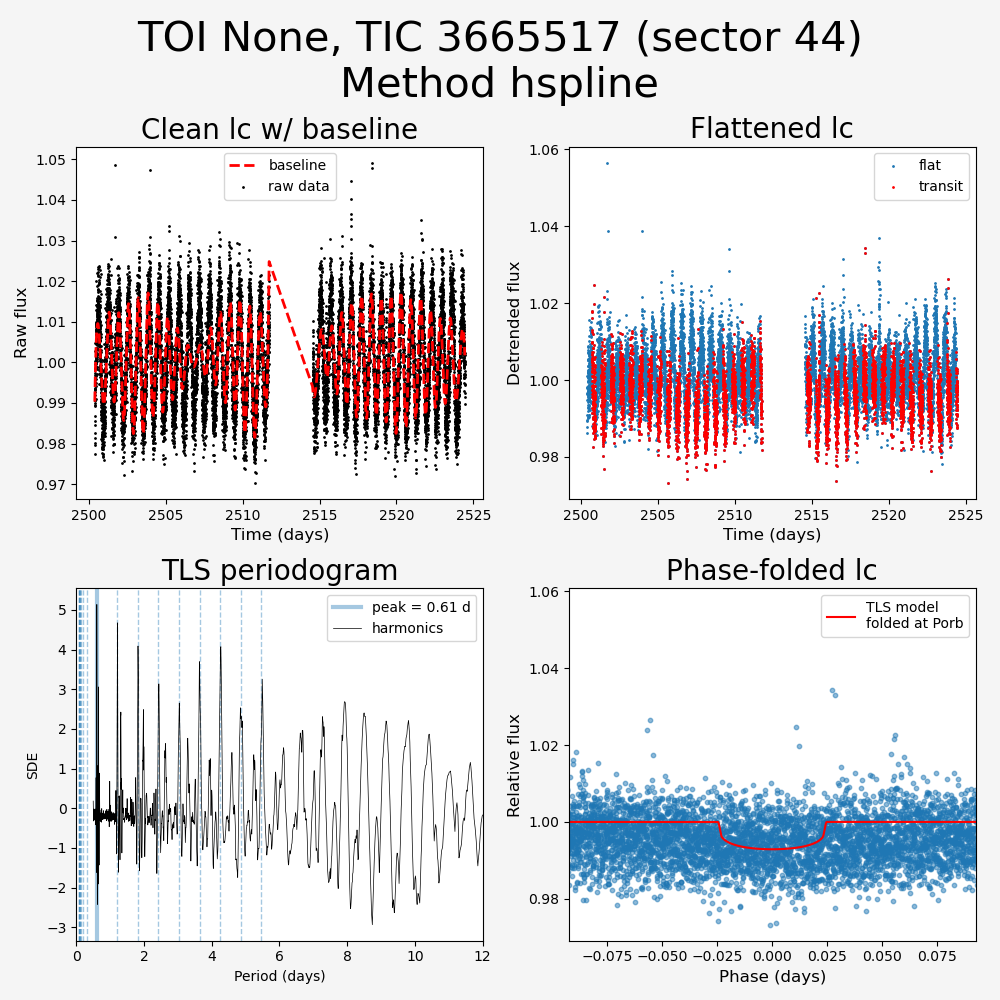 TOI None, TIC 3665517 (sector 44)
Method hspline
Clean lc w/ baseline
Flattened lc
baseline
raw data
flat
transit
Raw flux
1.05
1.04
1.03
1.02
1.01
1.00
0.99
0.98
0.97
2500
2505
2510
2515
2520
2525
Time (days)
Detrended flux
1.06
1.04
1.02
1.00
0.98
2500
2505
2510
2515
2520
2525
Time (days)
TLS periodogram
Phase-folded lc
peak = 0.61 d
harmonics
TLS model
folded at Porb
SDE
5
4
3
2
1
0
−1
−2
−3
0
2
4
6
8
10
12
Period (days)
Relative flux
1.06
1.04
1.02
1.00
0.98
−0.075
−0.050
−0.025
0.000
0.025
0.050
0.075
Phase (days)